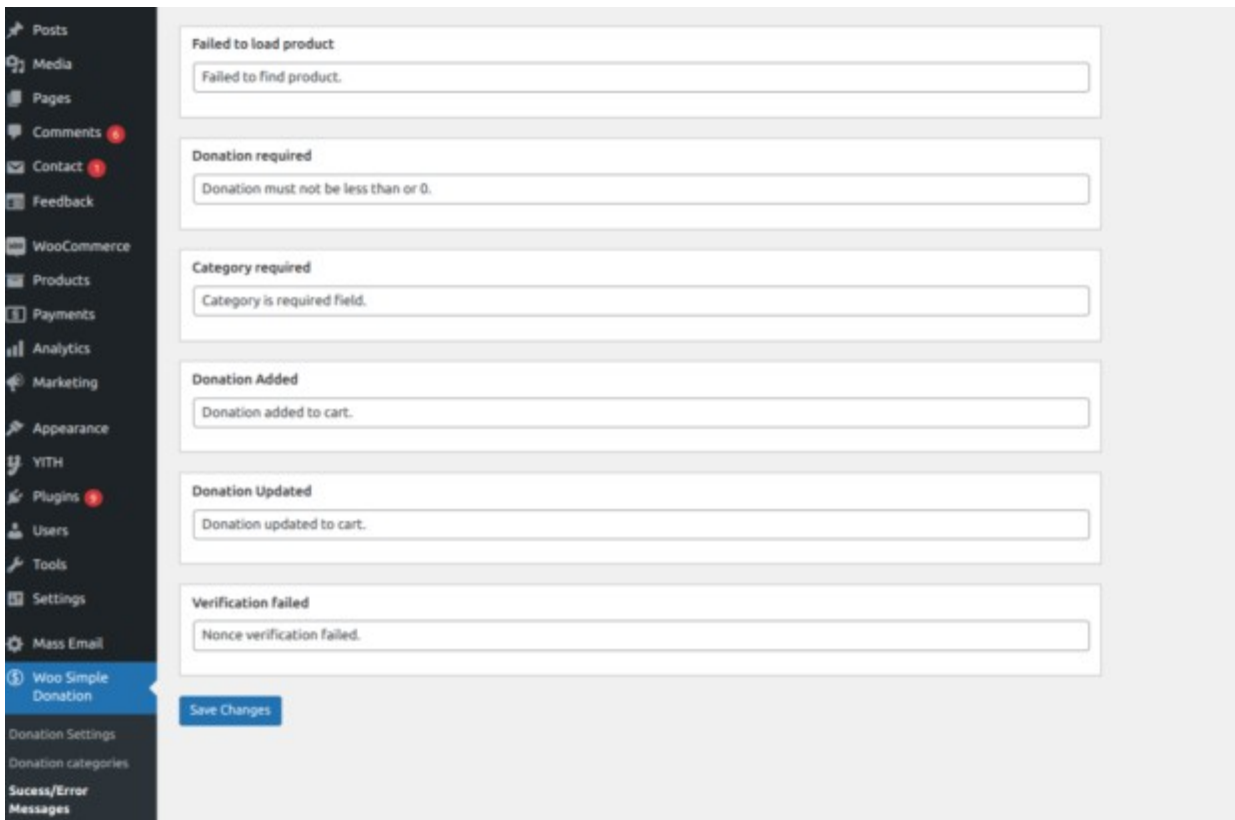 Posts
Media
Pages
Comments 6
Contact 1
Feedback
WooCommerce
Products
Payments
Analytics
Marketing
Appearance
YITH
Plugins 9
Users
Tools
Settings
Mass Email
Woo Simple
Donation
Donation Settings
Donation categories
Sucess/Error
Messages
Failed to load product
Failed to find product.
Donation required
Donation must not be less than or 0.
Category required
Category is required field.
Donation Added
Donation added to cart.
Donation Updated
Donation updated to cart.
Verification failed
Nonce verification failed.
Save Changes